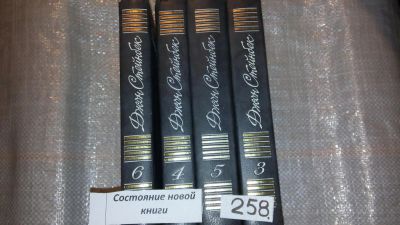 Джон Стейнбек
6
Джон Стейнбек
4
Джон Стейнбек
5
Джон Стейнбек
3
Состояние новой
книги
258.